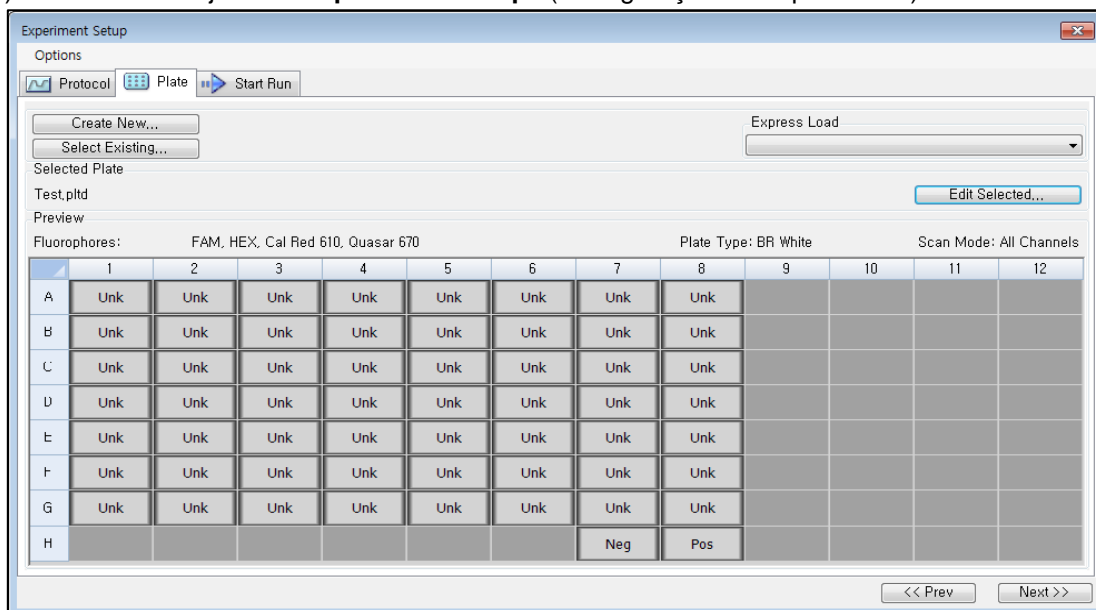 Experiment Setup
Options
Protocol Plate Start Run
Create New... Express Load
Select Existing...
Selected Plate
Test.pltd Edit Selected...
Preview
Fluorophores: FAM, HEX, Cal Red 610, Quasar 670 Plate Type: BR White Scan Mode: All Channels
1 2 3 4 5 6 7 8 9 10 11 12
A Unk Unk Unk Unk Unk Unk Unk Unk
B Unk Unk Unk Unk Unk Unk Unk Unk
C Unk Unk Unk Unk Unk Unk Unk Unk
D Unk Unk Unk Unk Unk Unk Unk Unk
E Unk Unk Unk Unk Unk Unk Unk Unk
F Unk Unk Unk Unk Unk Unk Unk Unk
G Unk Unk Unk Unk Unk Unk Unk Unk
H Neg Pos
<< Prev Next >>